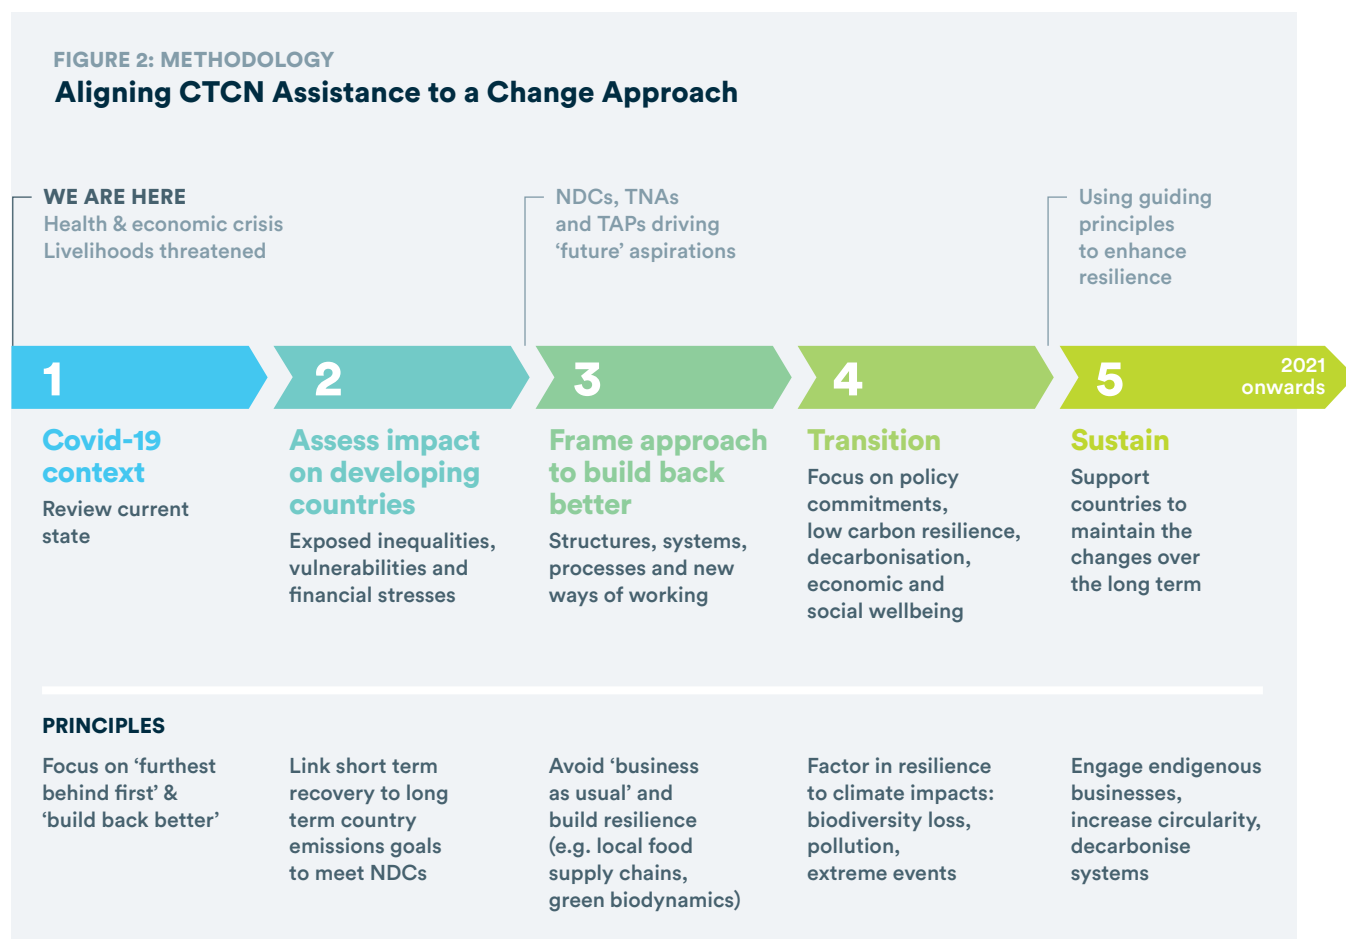 FIGURE 2: METHODOLOGY
Aligning CTCN Assistance to a Change Approach
WE ARE HERE
Health & economic crisis
Livelihoods threatened
NDCs, TNAs
and TAPs driving
‘future’ aspirations
Using guiding
principles
to enhance
resilience
1
2
3
4
5
2021
onwards
Covid-19
context
Review current
state
Assess impact
on developing
countries
Exposed inequalities,
vulnerabilities and
financial stresses
Frame approach
to build back
better
Structures, systems,
processes and new
ways of working
Transition
Focus on policy
commitments,
low carbon resilience,
decarbonisation,
economic and
social wellbeing
Sustain
Support
countries to
maintain the
changes over
the long term
PRINCIPLES
Focus on ‘furthest
behind first’ &
‘build back better’
Link short term
recovery to long
term country
emissions goals
to meet NDCs
Avoid ‘business
as usual’ and
build resilience
(e.g. local food
supply chains,
green biodynamics)
Factor in resilience
to climate impacts:
biodiversity loss,
pollution,
extreme events
Engage endigenous
businesses,
increase circularity,
decarbonise
systems